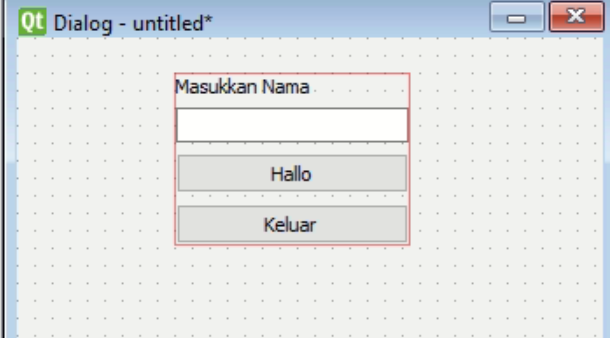 Qt Dialog - untitled*
Masukkan Nama
Hallo
Keluar